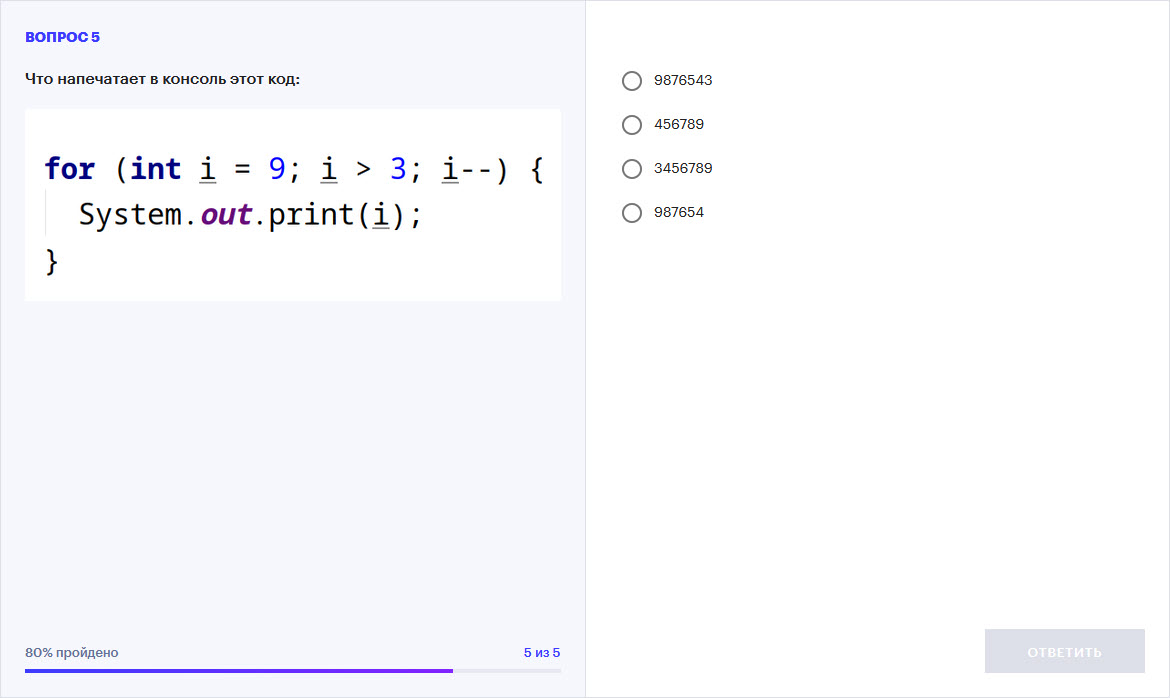 ВОПРОС 5
Что напечатает в консоль этот код:
for (int i = 9; i > 3; i--) {
System.out.print(i);
}
80% пройдено
5 из 5
9876543
456789
3456789
987654
ОТВЕТИТЬ